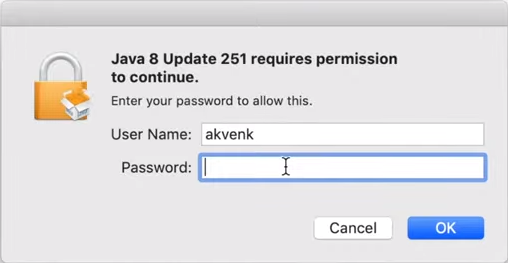 Java 8 Update 251 requires permission
to continue.
Enter your password to allow this.
User Name: akvenk
Password:
Cancel OK